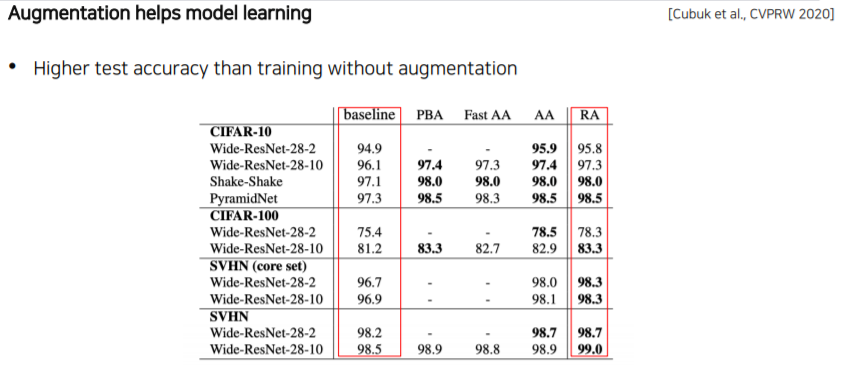 Augmentation helps model learning
[Cubuk et al., CVPRW 2020]
• Higher test accuracy than training without augmentation
baseline PBA Fast AA AA RA
CIFAR-10
Wide-ResNet-28-2 94.9 - - 95.9 95.8
Wide-ResNet-28-10 96.1 97.4 97.3 97.4 97.3
Shake-Shake 97.1 98.0 98.0 98.0 98.0
PyramidNet 97.3 98.5 98.3 98.5 98.5
CIFAR-100
Wide-ResNet-28-2 75.4 - - 78.5 78.3
Wide-ResNet-28-10 81.2 83.3 82.7 82.9 83.3
SVHN (core set)
Wide-ResNet-28-2 96.7 - - 98.0 98.3
Wide-ResNet-28-10 96.9 - - 98.1 98.3
SVHN
Wide-ResNet-28-2 98.2 - - 98.7 98.7
Wide-ResNet-28-10 98.5 98.9 98.8 98.9 99.0